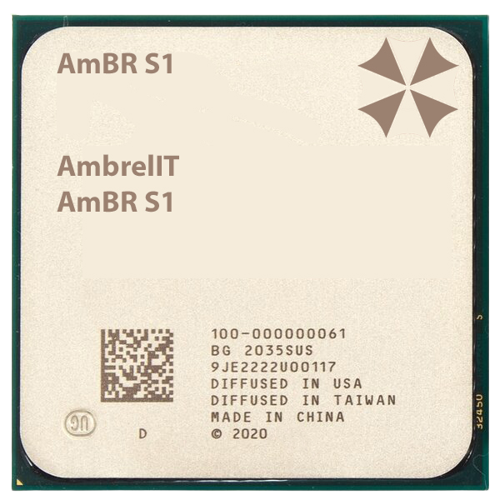 AmBR S1
AmbrelIT
AmBR S1
100-000000061
BG 2035SUS
9JE2222U00117
DIFFUSED IN USA
DIFFUSED IN TAIWAN
MADE IN CHINA
D
© 2020
32450
S